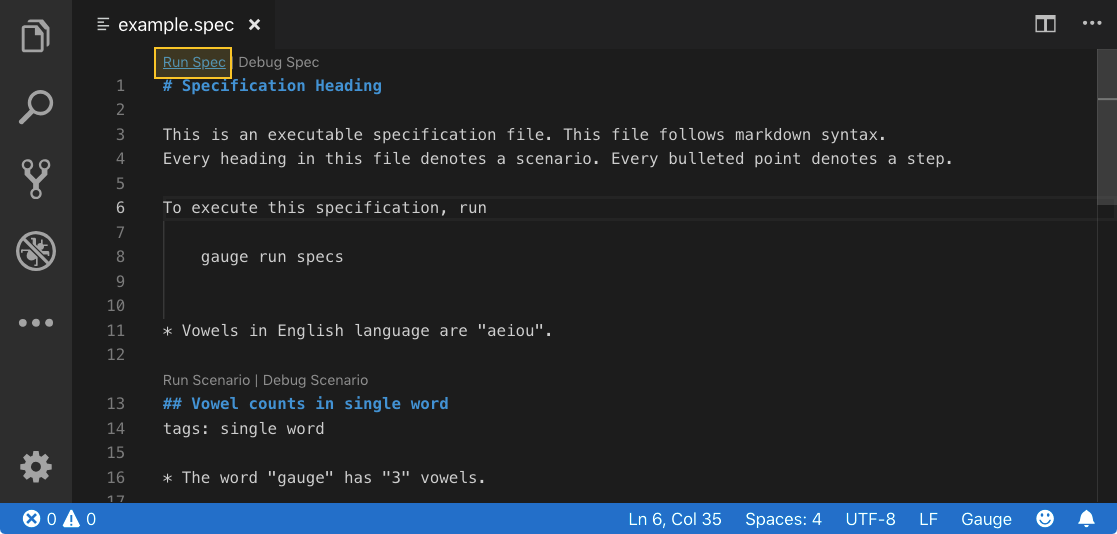 example.spec ×
Run Spec | Debug Spec
1 # Specification Heading
2
3 This is an executable specification file. This file follows markdown syntax.
4 Every heading in this file denotes a scenario. Every bulleted point denotes a step.
5
6 To execute this specification, run
7
8 gauge run specs
9
10
11 * Vowels in English language are "aeiou".
12
Run Scenario | Debug Scenario
13 ## Vowel counts in single word
14 tags: single word
15
16 * The word "gauge" has "3" vowels.
17
0 0 Ln 6, Col 35 Spaces: 4 UTF-8 LF Gauge